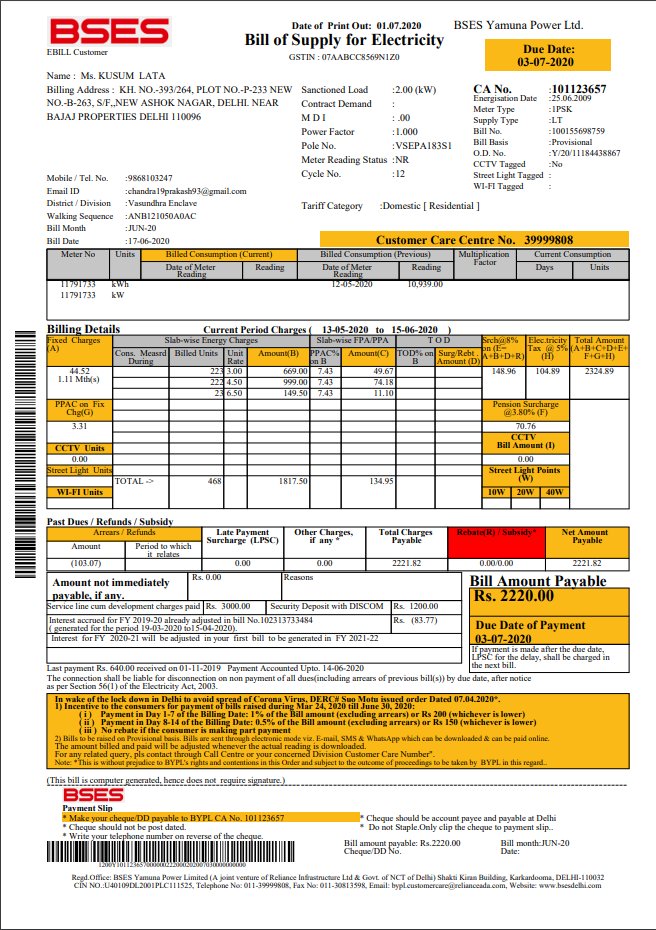 BSES
EBILL Customer
Date of Print Out: 01.07.2020
BSES Yamuna Power Ltd.
Bill of Supply for Electricity
GSTIN : 07AABCC8569N1Z0
Due Date:
03-07-2020
Name : Ms. KUSUM LATA
Billing Address : KH. NO.-393/264, PLOT NO.-P-233 NEW
NO.-B-263, S/F,,NEW ASHOK NAGAR, DELHI. NEAR
BAJAJ PROPERTIES DELHI 110096
Mobile / Tel. No. :9868103247
Email ID :chandra19prakash93@gmail.com
District / Division :Vasundhra Enclave
Walking Sequence :ANB121050A0AC
Bill Month :JUN-20
Bill Date :17-06-2020
Sanctioned Load :2.00 (kW)
Contract Demand :
M D I : .00
Power Factor :1.000
Pole No. :VSEPA183S1
Meter Reading Status :NR
Cycle No. :12
Tariff Category :Domestic [ Residential ]
CA No. :101123657
Energisation Date :25.06.2009
Meter Type :1PSK
Supply Type :LT
Bill No. :100155698759
Bill Basis :Provisional
O.D. No. :Y/20/11184438867
CCTV Tagged :No
Street Light Tagged :
WI-FI Tagged :
Customer Care Centre No. 39999808
Meter No Units Billed Consumption (Current) Billed Consumption (Previous) Multiplication Factor Current Consumption
Date of Meter Reading Reading Date of Meter Reading Reading Days Units
11791733 kWh 12-05-2020 10,939.00
11791733 kW
Billing Details Current Period Charges ( 13-05-2020 to 15-06-2020 )
Fixed Charges (A) Slab-wise Energy Charges Slab-wise FPA/PPA T O D Srch@8% on (E= A+B+D+R) Elec.tricity Tax @ 5% (H) Total Amount (A+B+C+D+E+ F+G+H)
Cons. Measrd During Billed Units Unit Rate Amount(B) PPAC% on B Amount(C) TOD% on B Surg/Rebt . Amount (D)
44.52 223 3.00 669.00 7.43 49.67 148.96 104.89 2324.89
1.11 Mth(s) 222 4.50 999.00 7.43 74.18
23 6.50 149.50 7.43 11.10
PPAC on Fix Chg(G) Pension Surcharge @3.80% (F)
3.31 70.76
CCTV Units CCTV Bill Amount (I)
0.00 0.00
Street Light Units Street Light Points (W)
TOTAL -> 468 1817.50 134.95
WI-FI Units 10W 20W 40W
Past Dues / Refunds / Subsidy
Arrears / Refunds Late Payment Surcharge (LPSC) Other Charges, if any * Total Charges Payable Rebate(R) / Subsidy* Net Amount Payable
Amount Period to which it relates
(103.07) 0.00 0.00 2221.82 0.00/0.00 2221.82
Amount not immediately payable, if any. Rs. 0.00 Reasons
Service line cum development charges paid Rs. 3000.00 Security Deposit with DISCOM Rs. 1200.00
Interest accrued for FY 2019-20 already adjusted in bill No.102313733484 Rs. (83.77)
( generated for the period 19-03-2020 to15-04-2020).
Interest for FY 2020-21 will be adjusted in your first bill to be generated in FY 2021-22
Bill Amount Payable
Rs. 2220.00
Due Date of Payment
03-07-2020
If payment is made after the due date,
LPSC for the delay, shall be charged in
the next bill.
Last payment Rs. 640.00 received on 01-11-2019 Payment Accounted Upto. 14-06-2020
The connection shall be liable for disconnection on non payment of all dues(including arrears of previous bill(s)) by due date, after notice
as per Section 56(1) of the Electricity Act, 2003.
In wake of the lock down in Delhi to avoid spread of Corona Virus, DERC# Suo Motu issued order Dated 07.04.2020*.
1) Incentive to the consumers for payment of bills raised during Mar 24, 2020 till June 30, 2020:
( i ) Payment in Day 1-7 of the Billing Date: 1% of the Bill amount (excluding arrears) or Rs 200 (whichever is lower)
( ii ) Payment in Day 8-14 of the Billing Date: 0.5% of the Bill amount (excluding arrears) or Rs 150 (whichever is lower)
( iii ) No rebate if the consumer is making part payment
2) Bills to be raised on Provisional basis. Bills are sent through electronic mode viz. E-mail, SMS & WhatsApp which can be downloaded & can be paid online.
The amount billed and paid will be adjusted whenever the actual reading is downloaded.
For any related query, pls contact through Call Centre or your concerned Division Customer Care Number".
Note: *This is without prejudice to BYPL's rights and contentions in this Order and subject to the outcome of proceedings to be taken by BYPL in this regard..
(This bill is computer generated, hence does not require signature.)
BSES
Payment Slip
* Make your cheque/DD payable to BYPL CA No. 101123657
* Cheque should be account payee and payable at Delhi
* Cheque should not be post dated.
* Do not Staple.Only clip the cheque to payment slip..
* Write your telephone number on reverse of the cheque.
Bill amount payable: Rs.2220.00 Bill month:JUN-20
Cheque/DD No. Date:
Regd.Office: BSES Yamuna Power Limited (A joint venture of Reliance Infrastructure Ltd & Govt. of NCT of Delhi) Shakti Kiran Building, Karkardooma, DELHI-110032
CIN NO.:U40109DL2001PLC111525, Telephone No: 011-39999808, Fax No: 011-30813598, Email: bypl.customercare@relianceada.com, Website: www.bsesdelhi.com